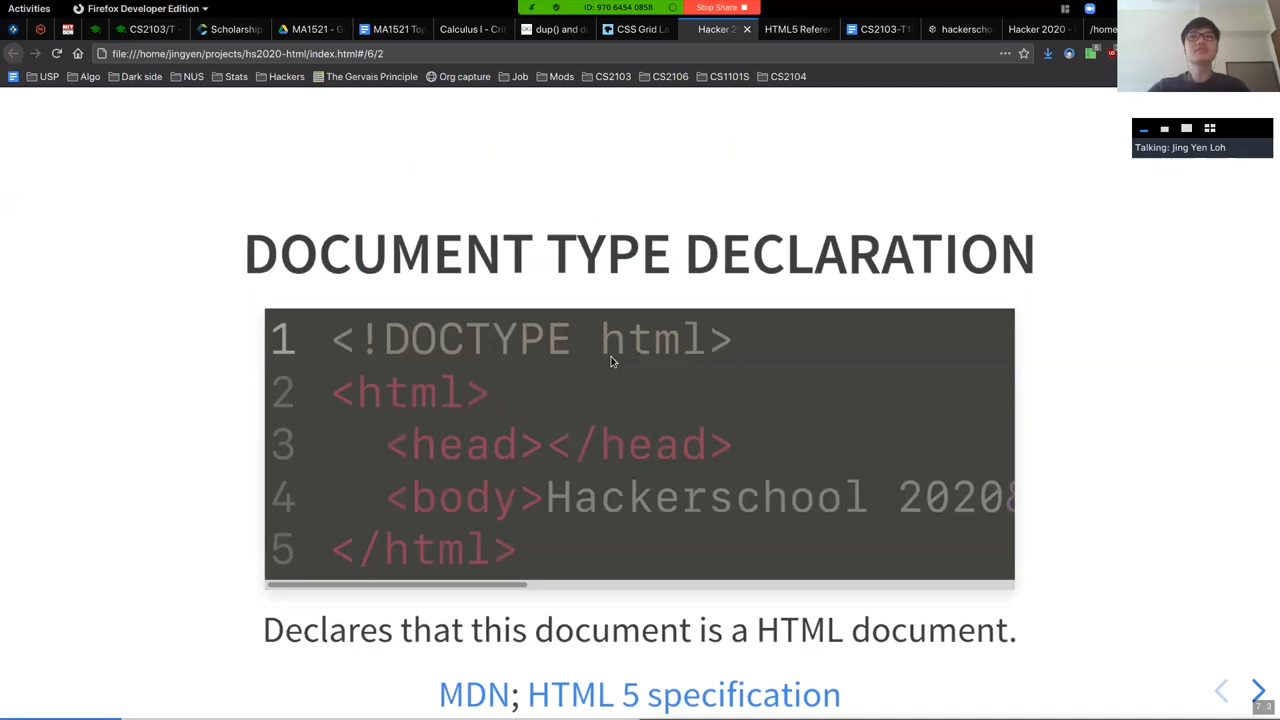 Activities
Firefox Developer Edition
ID: 970 6454 0858
Stop Share
CS2103/T
Scholarship
MA1521 - G
MA1521 Top
Calculus I - Cri
dup() and d
CSS Grid La
Hacker 2
HTML5 Refere
CS2103-T1
hackerscho
Hacker 2020 -
/home
file:///home/jingyen/projects/hs2020-html/index.html#/6/2
USP
Algo
Dark side
NUS
Stats
Hackers
The Gervais Principle
Org capture
Job
Mods
CS2103
CS2106
CS1101S
CS2104
Talking: Jing Yen Loh
DOCUMENT TYPE DECLARATION
1 <!DOCTYPE html>
2 <html>
3 <head></head>
4 <body>Hackerschool 2020
5 </html>
Declares that this document is a HTML document.
MDN; HTML 5 specification
7.3